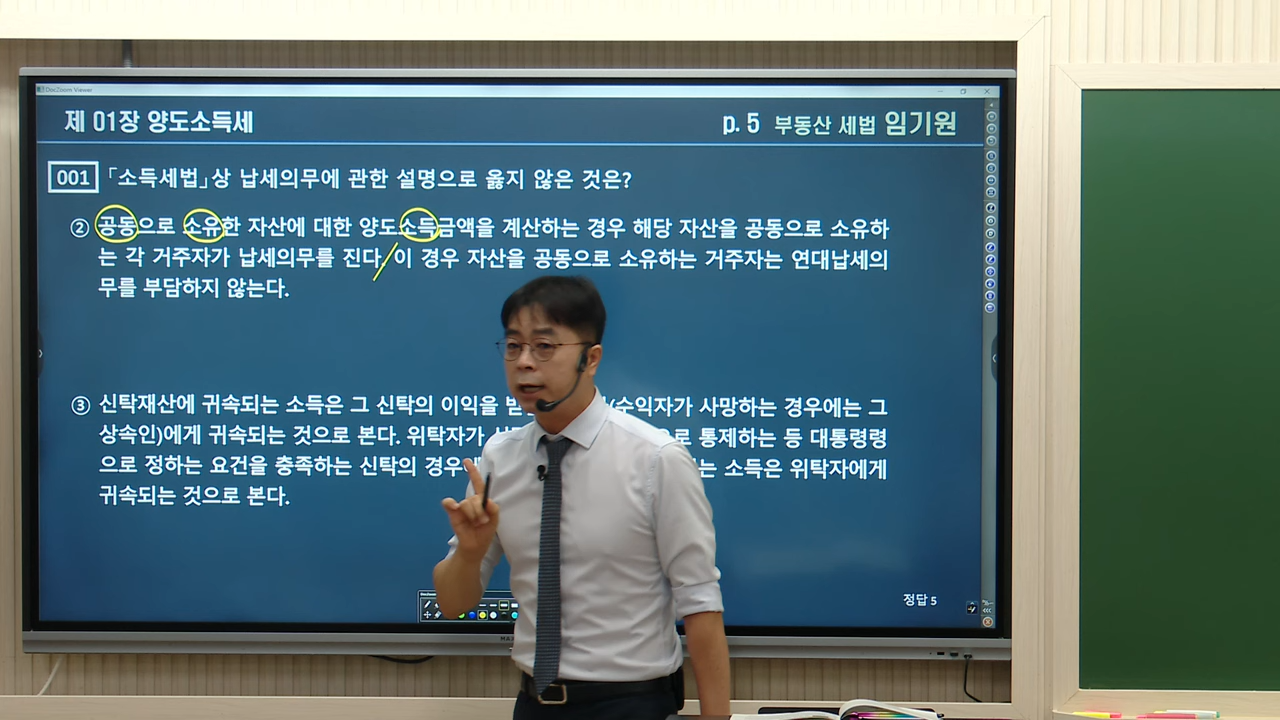 DocZoom Viewer
제 01장 양도소득세
p. 5 부동산 세법 임기원
001 「소득세법」상 납세의무에 관한 설명으로 옳지 않은 것은?
② 공동으로 소유한 자산에 대한 양도소득금액을 계산하는 경우 해당 자산을 공동으로 소유하
는 각 거주자가 납세의무를 진다. 이 경우 자산을 공동으로 소유하는 거주자는 연대납세의
무를 부담하지 않는다.
③ 신탁재산에 귀속되는 소득은 그 신탁의 이익을 (수익자가 사망하는 경우에는 그
상속인)에게 귀속되는 것으로 본다. 위탁자가 통제하는 등 대통령령
으로 정하는 요건을 충족하는 신탁의 경우 소득은 위탁자에게
귀속되는 것으로 본다.
정답 5